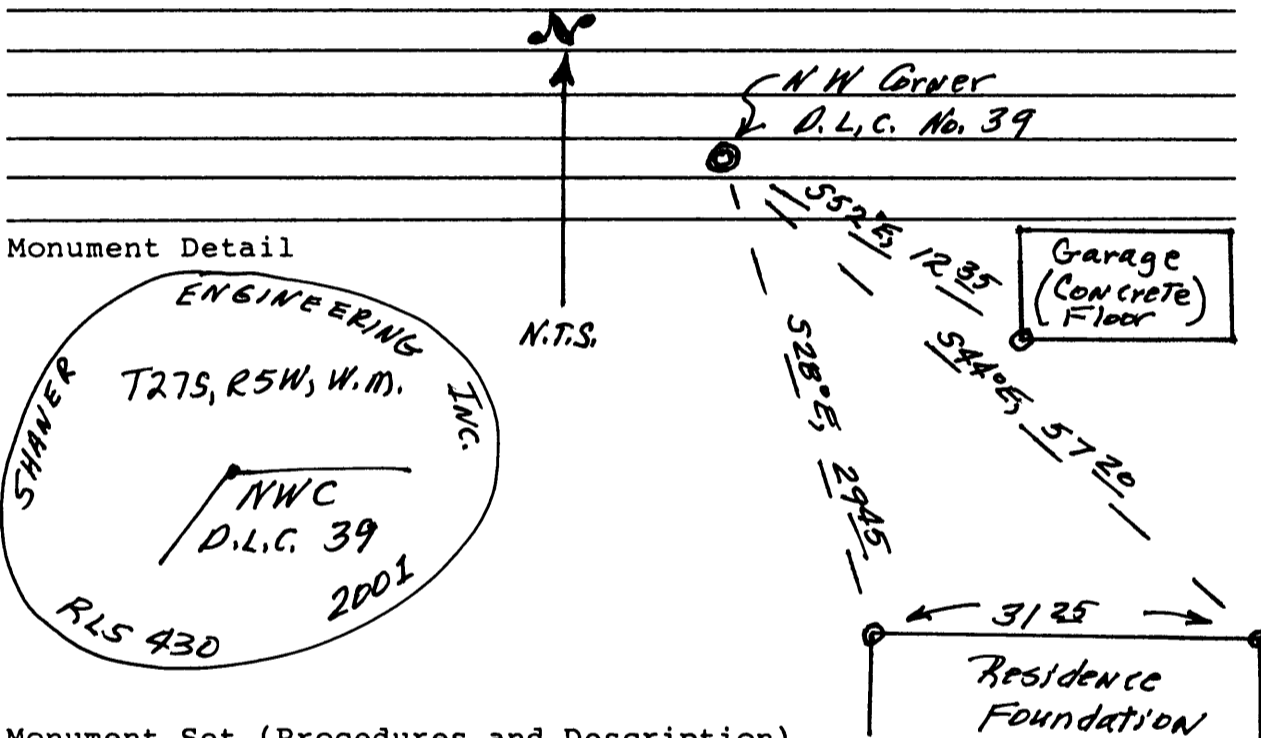 N
N W Corner
D.L.C. No. 39
S52°E, 12 35
Garage
(Concrete)
Floor
Monument Detail
N.T.S.
S44°E, 57 20
S28°E, 29 45
SHANER ENGINEERING INC.
T27S, R5W, W.M.
NWC
D.L.C. 39
2001
RLS 430
31 25
Residence
Foundation
Monument Set (Procedures and Description)